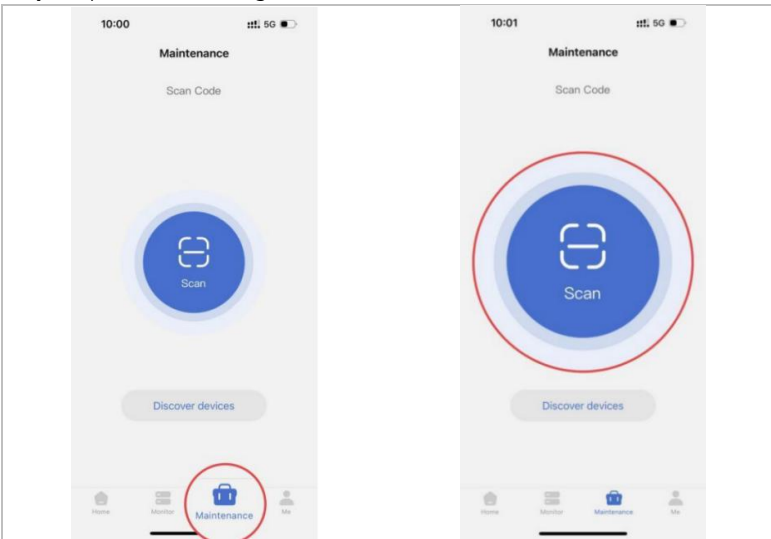 10:00
5G
Maintenance
Scan Code
Scan
Discover devices
Home
Monitor
Maintenance
Me
10:01
5G
Maintenance
Scan Code
Scan
Discover devices
Home
Monitor
Maintenance
Me